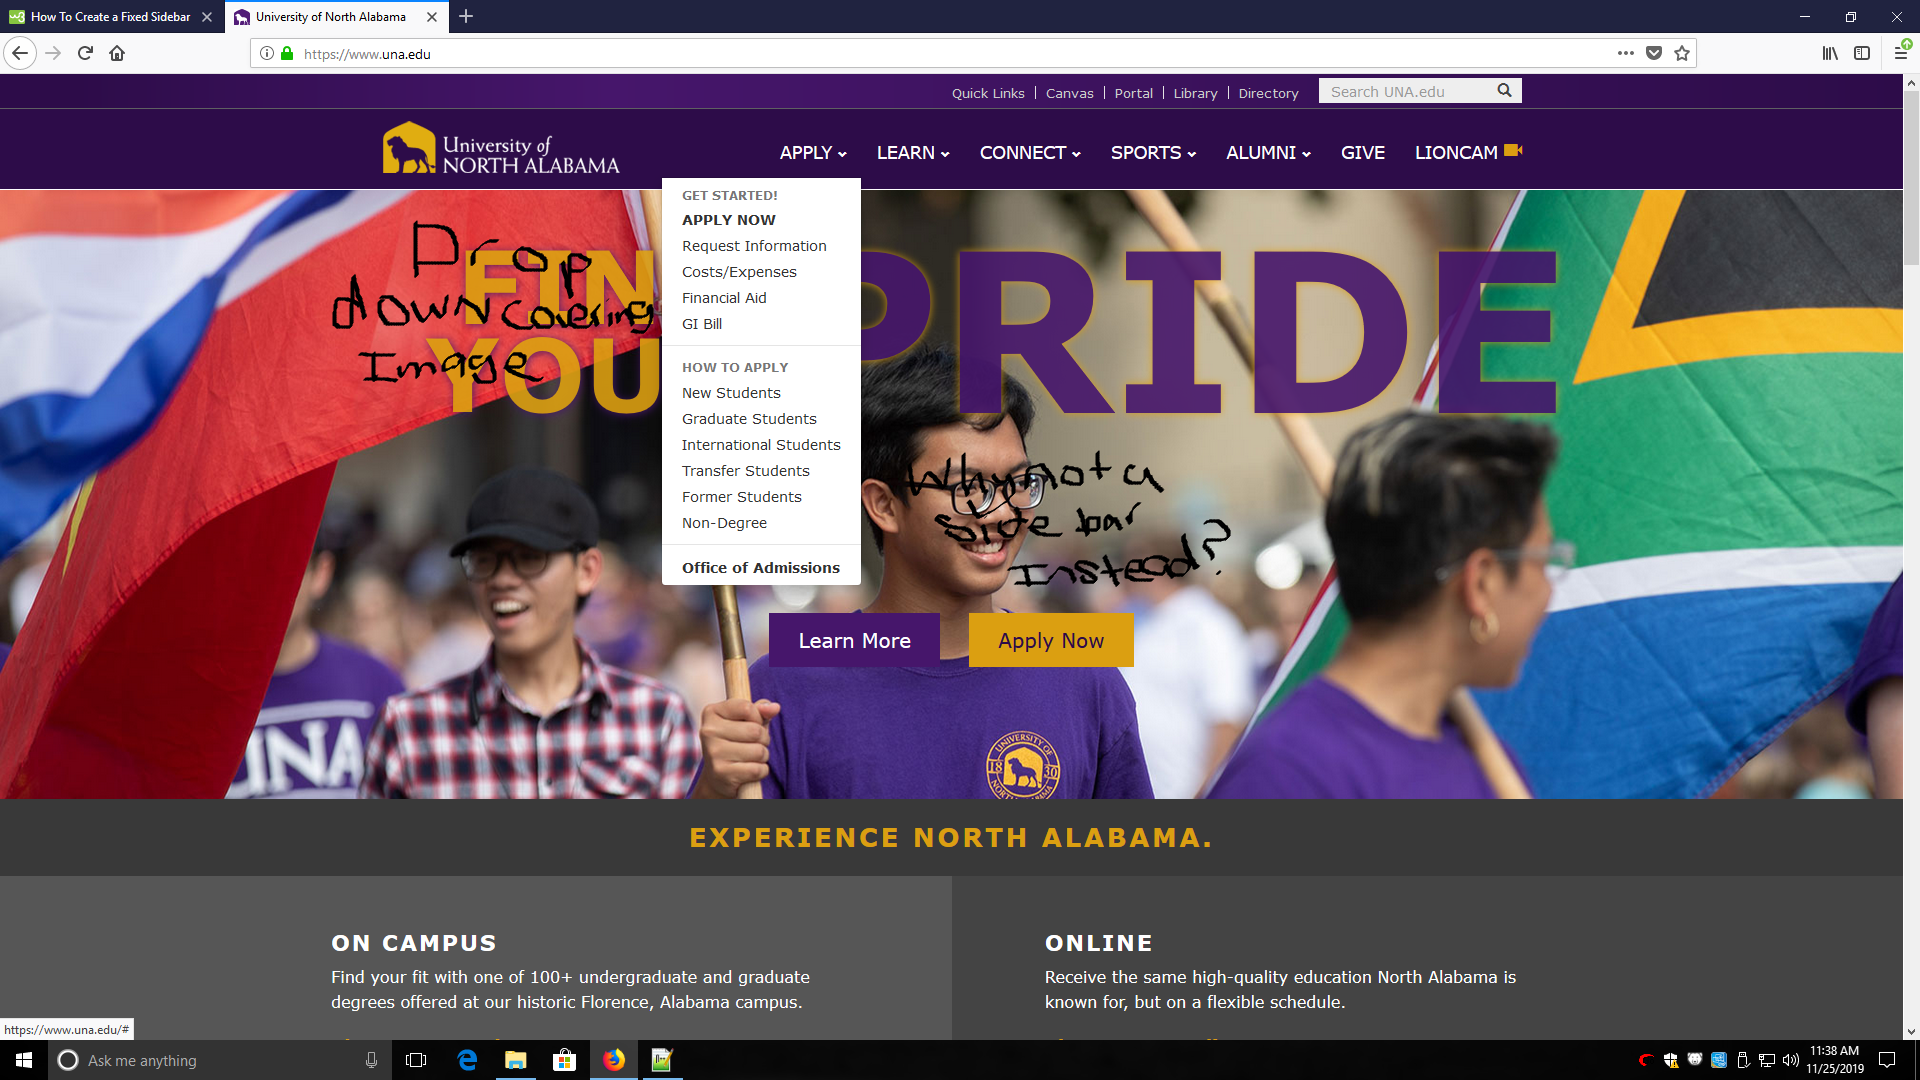 How To Create a Fixed Sidebar
University of North Alabama
https://www.una.edu
Quick Links | Canvas | Portal | Library | Directory
Search UNA.edu
University of
NORTH ALABAMA
APPLY
LEARN
CONNECT
SPORTS
ALUMNI
GIVE
LIONCAM
GET STARTED!
APPLY NOW
Request Information
Costs/Expenses
Financial Aid
GI Bill
HOW TO APPLY
New Students
Graduate Students
International Students
Transfer Students
Former Students
Non-Degree
Office of Admissions
FIN
YOU
PRIDE
Drop
down covering
Image
Why not a
side bar
Instead?
Learn More
Apply Now
UNA
UNIVERSITY OF
1830
NORTH ALABAMA
EXPERIENCE NORTH ALABAMA.
ON CAMPUS
Find your fit with one of 100+ undergraduate and graduate
degrees offered at our historic Florence, Alabama campus.
ONLINE
Receive the same high-quality education North Alabama is
known for, but on a flexible schedule.
https://www.una.edu/#
Ask me anything
11:38 AM
11/25/2019